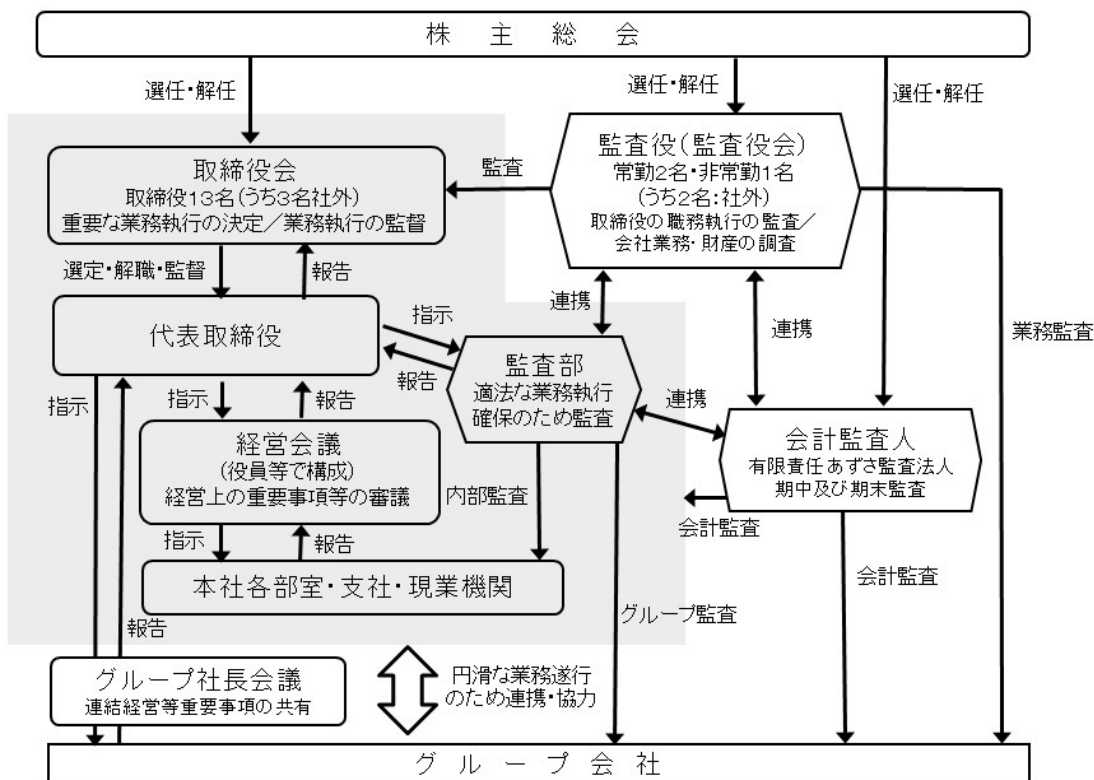 株主総会
選任・解任
選任・解任
選任・解任
取締役会
取締役13名(うち3名社外)
重要な業務執行の決定／業務執行の監督
監査
監査役(監査役会)
常勤2名・非常勤1名
(うち2名:社外)
取締役の職務執行の監査／
会社業務・財産の調査
選定・解職・監督
報告
連携
連携
業務監査
代表取締役
指示
報告
監査部
適法な業務執行
確保のため監査
指示
指示
報告
連携
経営会議
(役員等で構成)
経営上の重要事項等の審議
内部監査
会計監査人
有限責任 あずさ監査法人
期中及び期末監査
会計監査
指示
報告
会計監査
本社各部室・支社・現業機関
報告
グループ監査
グループ社長会議
連結経営等重要事項の共有
円滑な業務遂行
のため連携・協力
グループ会社